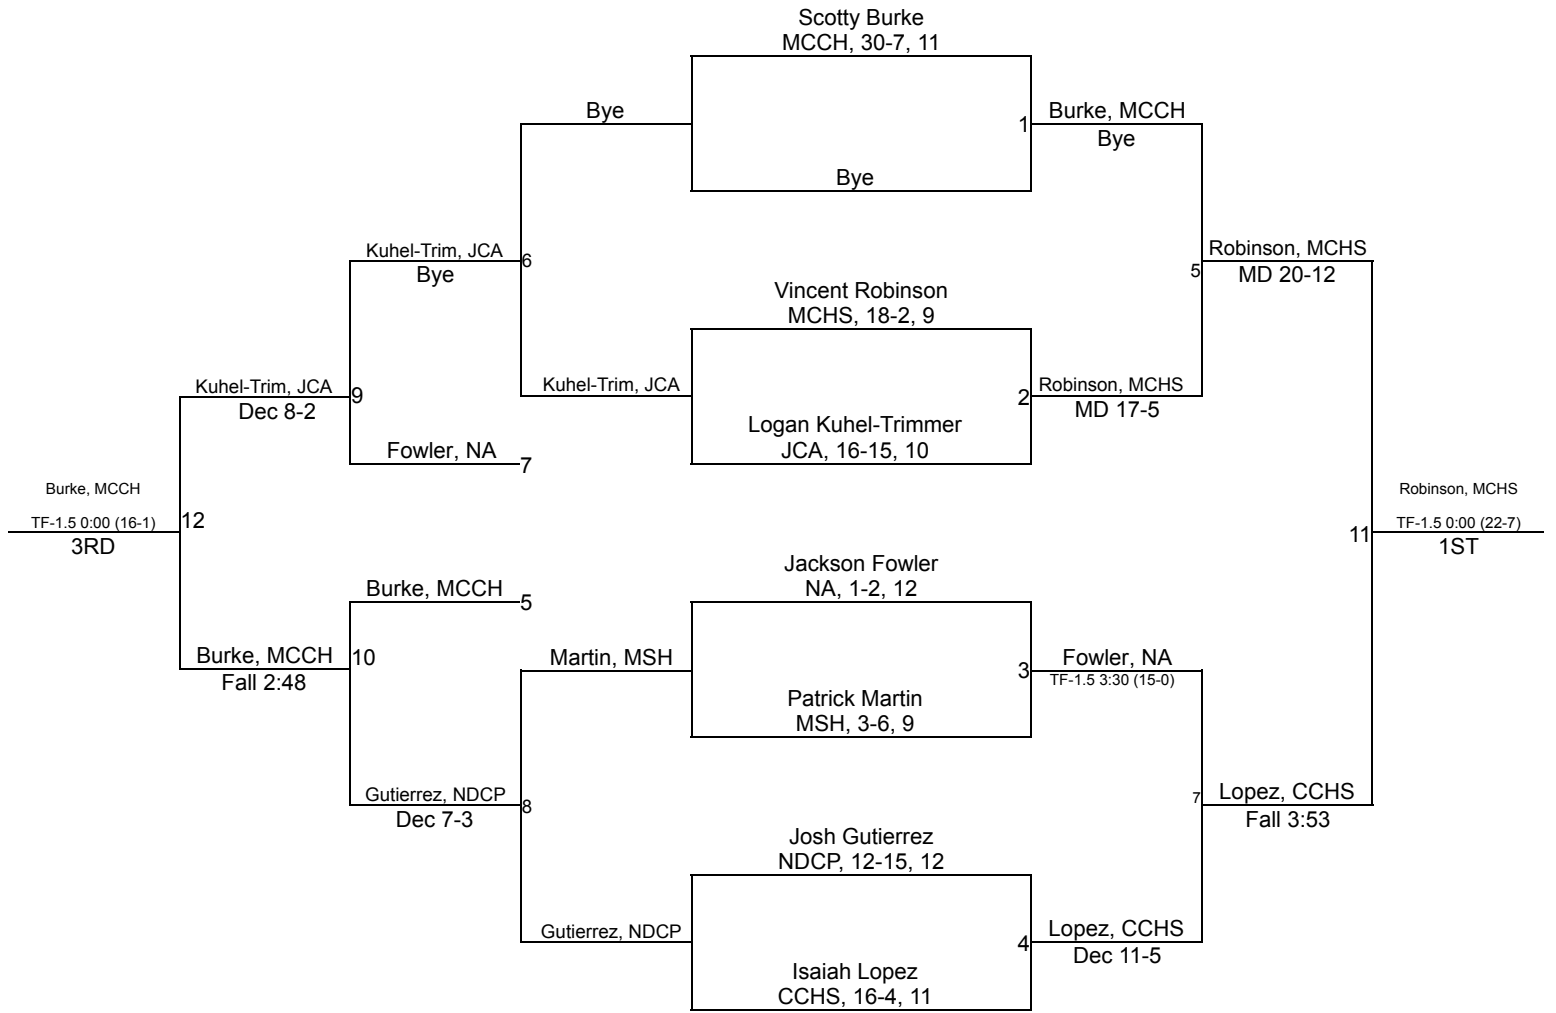 Scotty Burke
MCCH, 30-7, 11
Bye
1
Burke, MCCH
Bye
Bye
Kuhel-Trim, JCA
6
Bye
Robinson, MCHS
5
MD 20-12
Vincent Robinson
MCHS, 18-2, 9
Kuhel-Trim, JCA
9
Dec 8-2
Kuhel-Trim, JCA
2
Robinson, MCHS
MD 17-5
Logan Kuhel-Trimmer
JCA, 16-15, 10
Fowler, NA
7
Burke, MCCH
TF-1.5 0:00 (16-1)
12
3RD
Robinson, MCHS
TF-1.5 0:00 (22-7)
11
1ST
Jackson Fowler
NA, 1-2, 12
Burke, MCCH
5
Burke, MCCH
10
Fall 2:48
Martin, MSH
3
Fowler, NA
TF-1.5 3:30 (15-0)
Patrick Martin
MSH, 3-6, 9
Gutierrez, NDCP
8
Dec 7-3
7
Lopez, CCHS
Fall 3:53
Josh Gutierrez
NDCP, 12-15, 12
Gutierrez, NDCP
4
Lopez, CCHS
Dec 11-5
Isaiah Lopez
CCHS, 16-4, 11